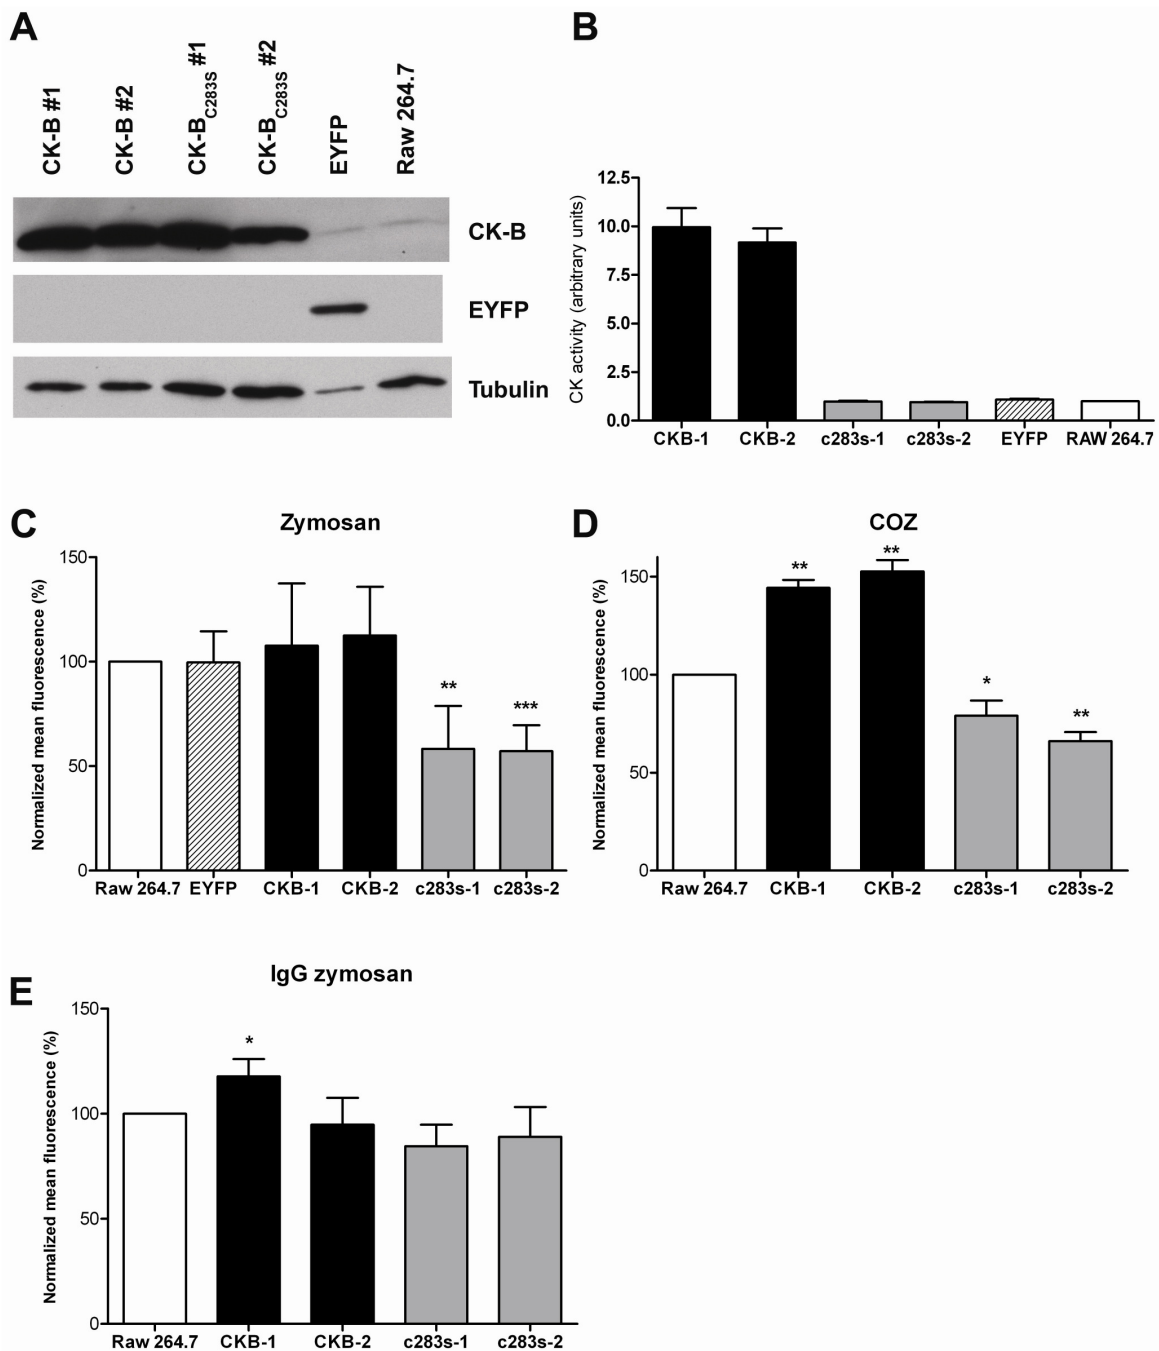 A
CK-B #1
CK-B #2
CK-BC283S #1
CK-BC283S #2
EYFP
Raw 264.7
CK-B
EYFP
Tubulin
B
CK activity (arbitrary units)
12.5
10.0
7.5
5.0
2.5
0.0
CKB-1 CKB-2 c283s-1 c283s-2 EYFP RAW 264.7
C
Zymosan
Normalized mean fluorescence (%)
150
100
50
0
** ***
Raw 264.7 EYFP CKB-1 CKB-2 c283s-1 c283s-2
D
COZ
Normalized mean fluorescence (%)
150
100
50
0
** ** * **
Raw 264.7 CKB-1 CKB-2 c283s-1 c283s-2
E
IgG zymosan
Normalized mean fluorescence (%)
150
100
50
0
*
Raw 264.7 CKB-1 CKB-2 c283s-1 c283s-2